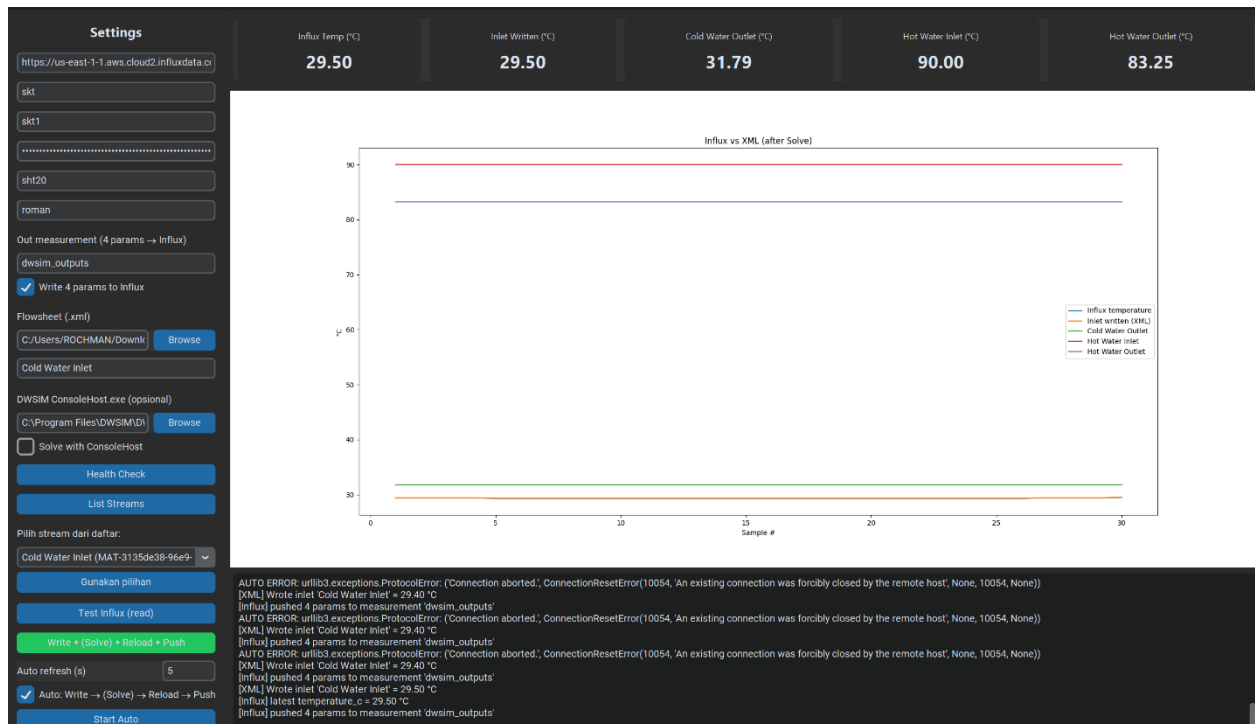 Settings
https://us-east-1-1.aws.cloud2.influxdata.c
skt
skt1
••••••••••••••••••••••••••••••••••••••••••••••••••••••
sht20
roman
Out measurement (4 params → Influx)
dwsim_outputs
Write 4 params to Influx
Flowsheet (.xml)
C:/Users/ROCHMAN/Downl
Browse
Cold Water Inlet
DWSIM ConsoleHost.exe (opsional)
C:\Program Files\DWSIM\D\
Browse
Solve with ConsoleHost
Health Check
List Streams
Pilih stream dari daftar:
Cold Water Inlet (MAT-3135de38-96e9-
Gunakan pilihan
Test Influx (read)
Write + (Solve) + Reload + Push
Auto refresh (s)
5
Auto: Write → (Solve) → Reload → Push
Start Auto
Influx Temp (°C)
29.50
Inlet Written (°C)
29.50
Cold Water Outlet (°C)
31.79
Hot Water Inlet (°C)
90.00
Hot Water Outlet (°C)
83.25
Influx vs XML (after Solve)
90
80
70
60
50
40
30
°C
0
5
10
15
20
25
30
Sample #
Influx temperature
Inlet written (XML)
Cold Water Outlet
Hot Water Inlet
Hot Water Outlet
AUTO ERROR: urllib3.exceptions.ProtocolError: ('Connection aborted.', ConnectionResetError(10054, 'An existing connection was forcibly closed by the remote host', None, 10054, None))
[XML] Wrote inlet 'Cold Water Inlet' = 29.40 °C
[Influx] pushed 4 params to measurement 'dwsim_outputs'
AUTO ERROR: urllib3.exceptions.ProtocolError: ('Connection aborted.', ConnectionResetError(10054, 'An existing connection was forcibly closed by the remote host', None, 10054, None))
[XML] Wrote inlet 'Cold Water Inlet' = 29.40 °C
[Influx] pushed 4 params to measurement 'dwsim_outputs'
AUTO ERROR: urllib3.exceptions.ProtocolError: ('Connection aborted.', ConnectionResetError(10054, 'An existing connection was forcibly closed by the remote host', None, 10054, None))
[XML] Wrote inlet 'Cold Water Inlet' = 29.40 °C
[Influx] pushed 4 params to measurement 'dwsim_outputs'
[XML] Wrote inlet 'Cold Water Inlet' = 29.50 °C
[Influx] latest temperature_c = 29.50 °C
[Influx] pushed 4 params to measurement 'dwsim_outputs'